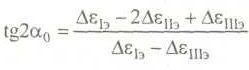 tg2α₀ = (Δε_Iэ − 2Δε_IIэ + Δε_IIIэ) / (Δε_Iэ − Δε_IIIэ)